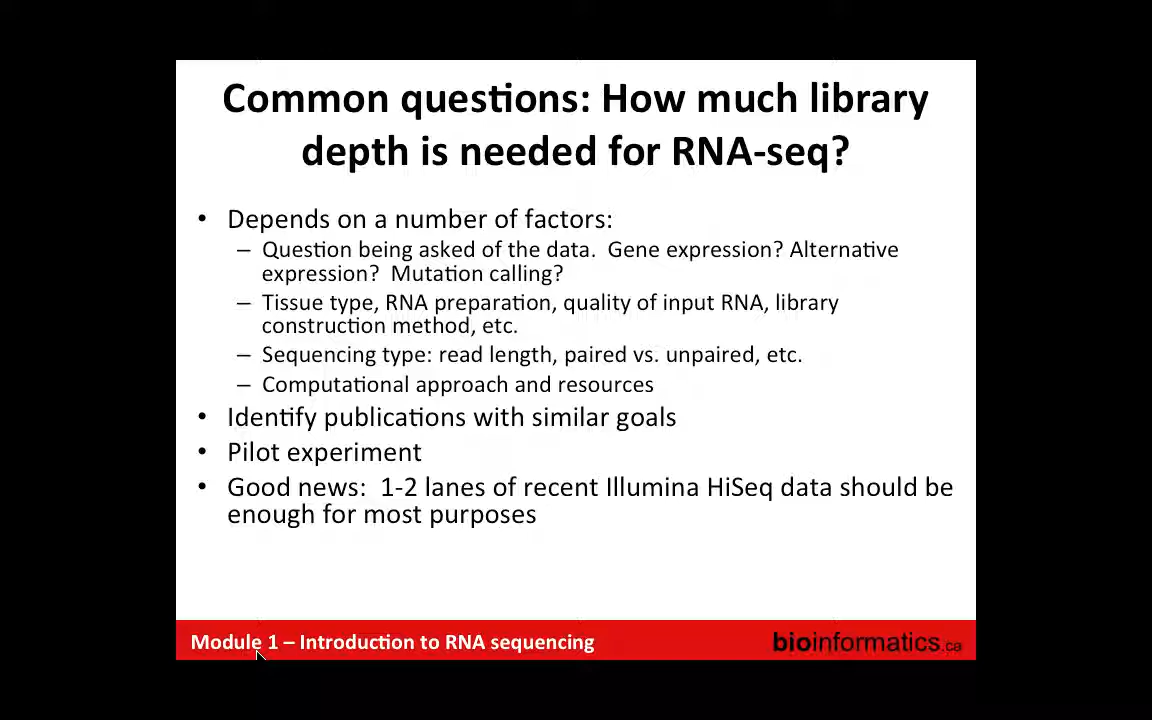 Common questions: How much library
depth is needed for RNA-seq?
• Depends on a number of factors:
– Question being asked of the data.  Gene expression? Alternative
expression?  Mutation calling?
– Tissue type, RNA preparation, quality of input RNA, library
construction method, etc.
– Sequencing type: read length, paired vs. unpaired, etc.
– Computational approach and resources
• Identify publications with similar goals
• Pilot experiment
• Good news:  1-2 lanes of recent Illumina HiSeq data should be
enough for most purposes
Module 1 – Introduction to RNA sequencing
bioinformatics.ca